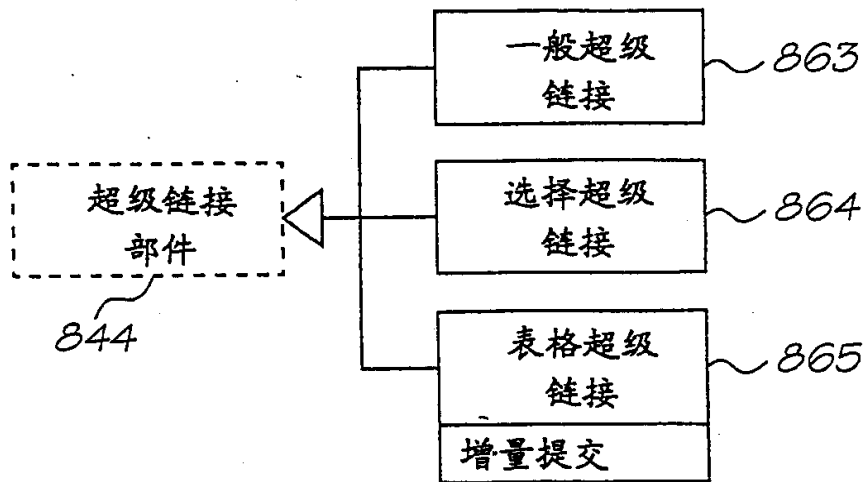 一般超级
链接
863
超级链接
部件
844
选择超级
链接
864
表格超级
链接
865
增量提交